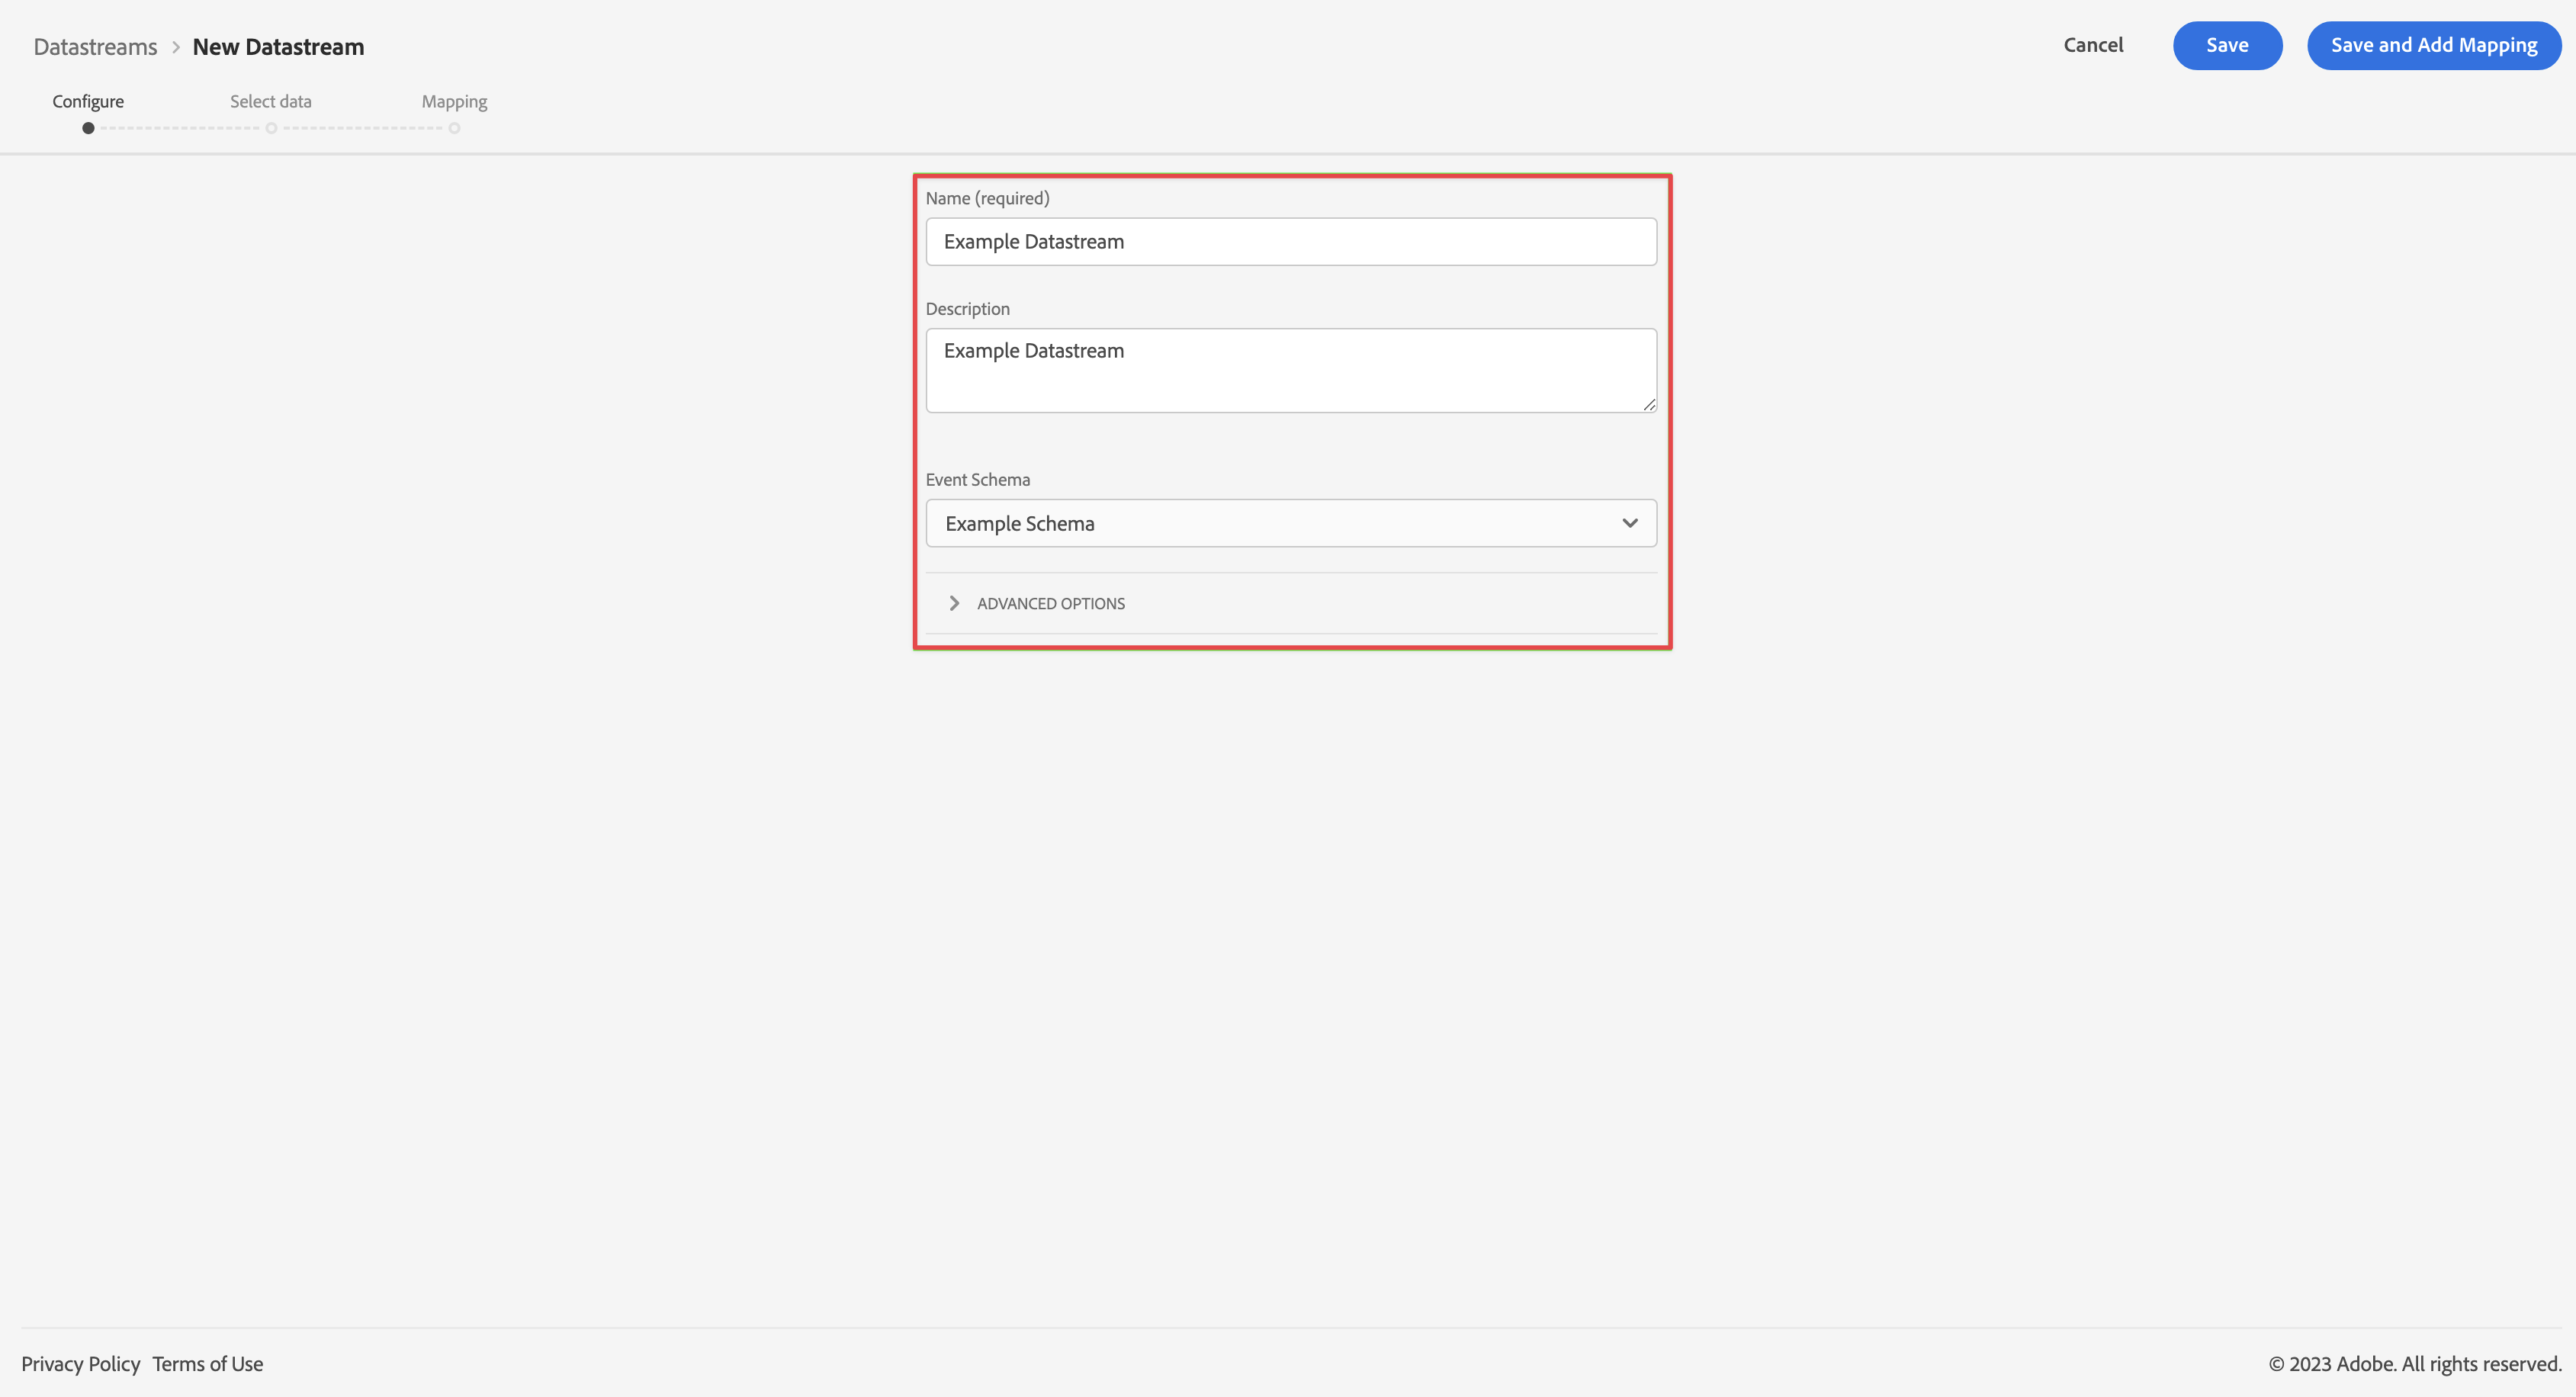 Datastreams > New Datastream
Cancel
Save
Save and Add Mapping
Configure
Select data
Mapping
Name (required)
Example Datastream
Description
Example Datastream
Event Schema
Example Schema
ADVANCED OPTIONS
Privacy Policy Terms of Use
© 2023 Adobe. All rights reserved.